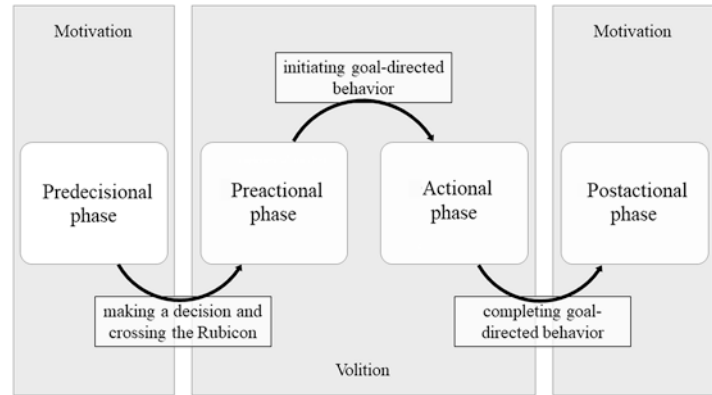 Motivation
Motivation
initiating goal-directed
behavior
Predecisional
phase
Preactional
phase
Actional
phase
Postactional
phase
making a decision and
crossing the Rubicon
completing goal-
directed behavior
Volition